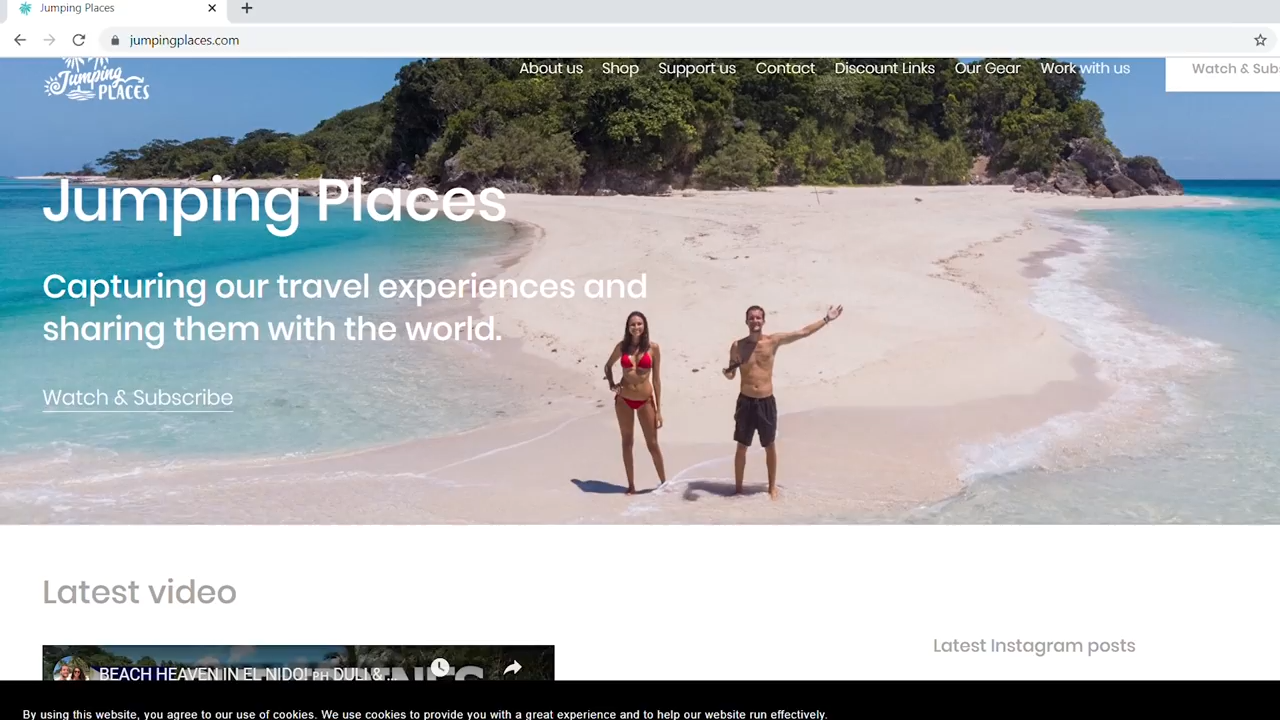 Jumping Places
jumpingplaces.com
Jumping
PLACES
About us Shop Support us Contact Discount Links Our Gear Work with us
Watch & Subs
Jumping Places
Capturing our travel experiences and
sharing them with the world.
Watch & Subscribe
Latest video
Latest Instagram posts
BEACH HEAVEN IN EL NIDO! PH DULI & ...
By using this website, you agree to our use of cookies. We use cookies to provide you with a great experience and to help our website run effectively.